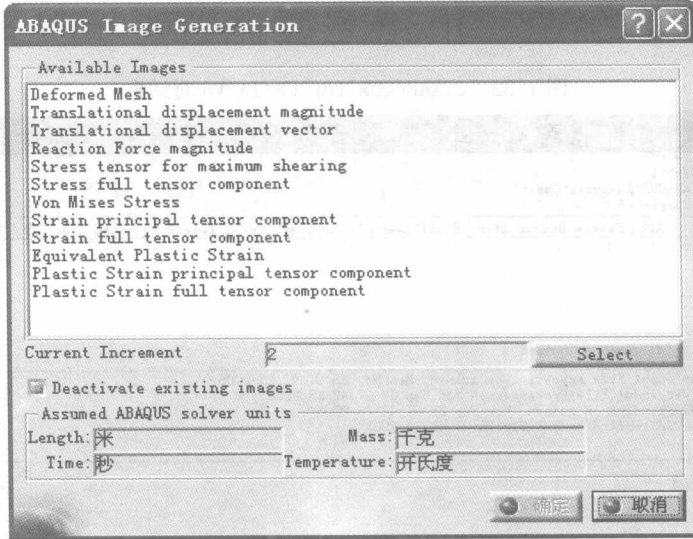 ABAQUS Image Generation
Available Images
Deformed Mesh
Translational displacement magnitude
Translational displacement vector
Reaction Force magnitude
Stress tensor for maximum shearing
Stress full tensor component
Von Mises Stress
Strain principal tensor component
Strain full tensor component
Equivalent Plastic Strain
Plastic Strain principal tensor component
Plastic Strain full tensor component
Current Increment 2 Select
Deactivate existing images
Assumed ABAQUS solver units
Length: 米 Mass: 千克
Time: 秒 Temperature: 开氏度
确定 取消